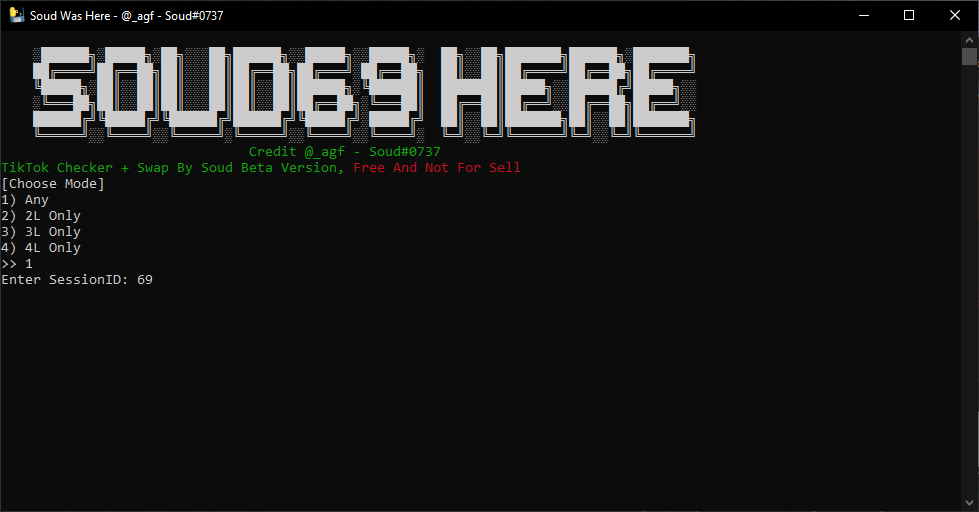 Soud Was Here - @_agf - Soud#0737
SOUD69 HERE
Credit @_agf - Soud#0737
TikTok Checker + Swap By Soud Beta Version, Free And Not For Sell
[Choose Mode]
1) Any
2) 2L Only
3) 3L Only
4) 4L Only
>> 1
Enter SessionID: 69